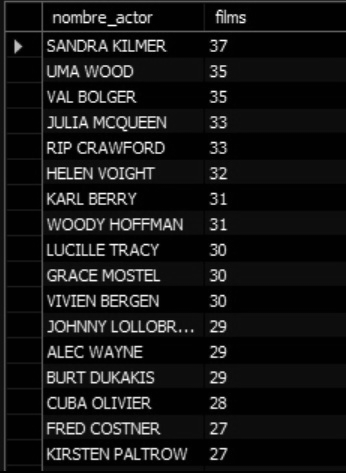 nombre_actor films
SANDRA KILMER 37
UMA WOOD 35
VAL BOLGER 35
JULIA MCQUEEN 33
RIP CRAWFORD 33
HELEN VOIGHT 32
KARL BERRY 31
WOODY HOFFMAN 31
LUCILLE TRACY 30
GRACE MOSTEL 30
VIVIEN BERGEN 30
JOHNNY LOLLOBR... 29
ALEC WAYNE 29
BURT DUKAKIS 29
CUBA OLIVIER 28
FRED COSTNER 27
KIRSTEN PALTROW 27